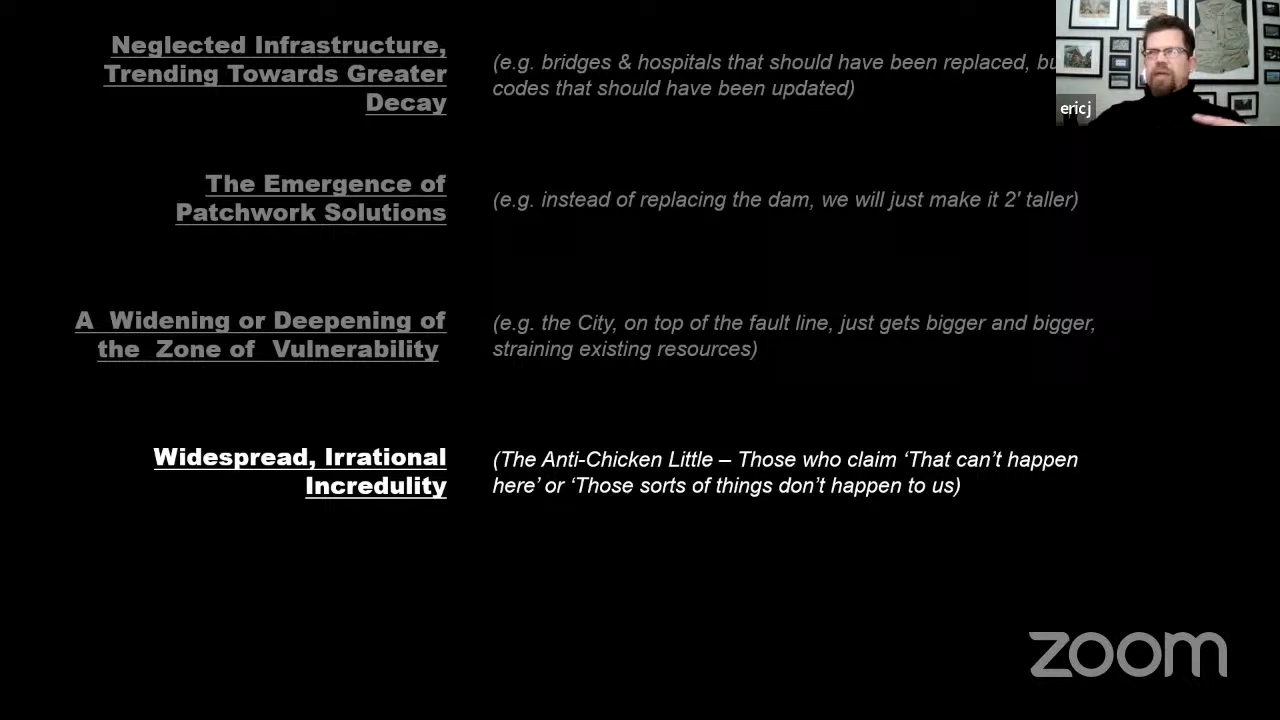 Neglected Infrastructure,
Trending Towards Greater
Decay
(e.g. bridges & hospitals that should have been replaced,
codes that should have been updated)
The Emergence of
Patchwork Solutions
(e.g. instead of replacing the dam, we will just make it 2' taller)
A Widening or Deepening of
the Zone of Vulnerability
(e.g. the City, on top of the fault line, just gets bigger and bigger,
straining existing resources)
Widespread, Irrational
Incredulity
(The Anti-Chicken Little – Those who claim ‘That can’t happen
here’ or ‘Those sorts of things don’t happen to us)
ericj
zoom